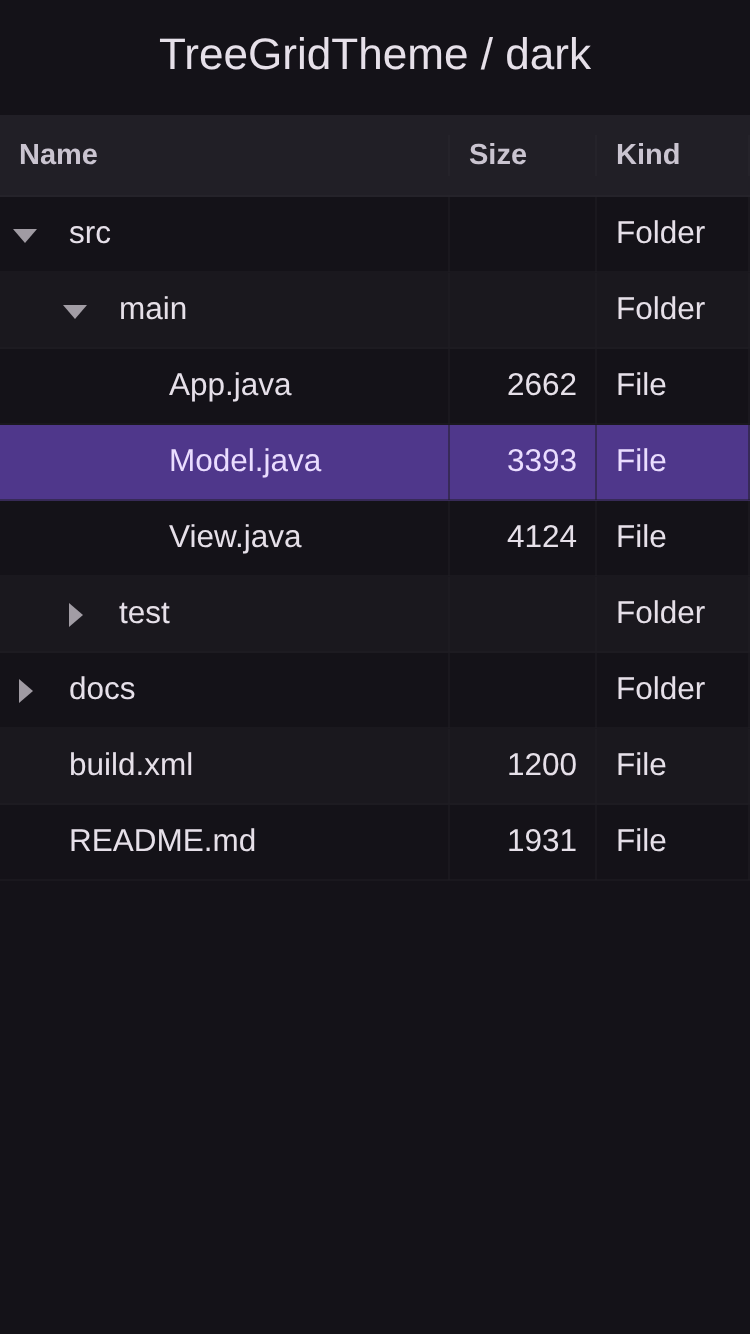 TreeGridTheme / dark
Name Size Kind
src Folder
main Folder
App.java 2662 File
Model.java 3393 File
View.java 4124 File
test Folder
docs Folder
build.xml 1200 File
README.md 1931 File